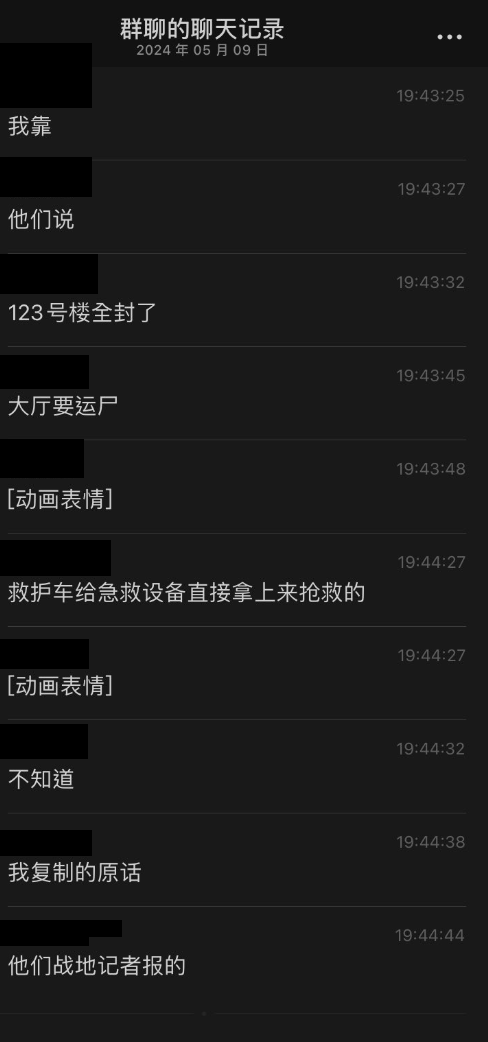 群聊的聊天记录
2024 年 05 月 09 日
19:43:25
我靠
19:43:27
他们说
19:43:32
123号楼全封了
19:43:45
大厅要运尸
19:43:48
[动画表情]
19:44:27
救护车给急救设备直接拿上来抢救的
19:44:27
[动画表情]
19:44:32
不知道
19:44:38
我复制的原话
19:44:44
他们战地记者报的